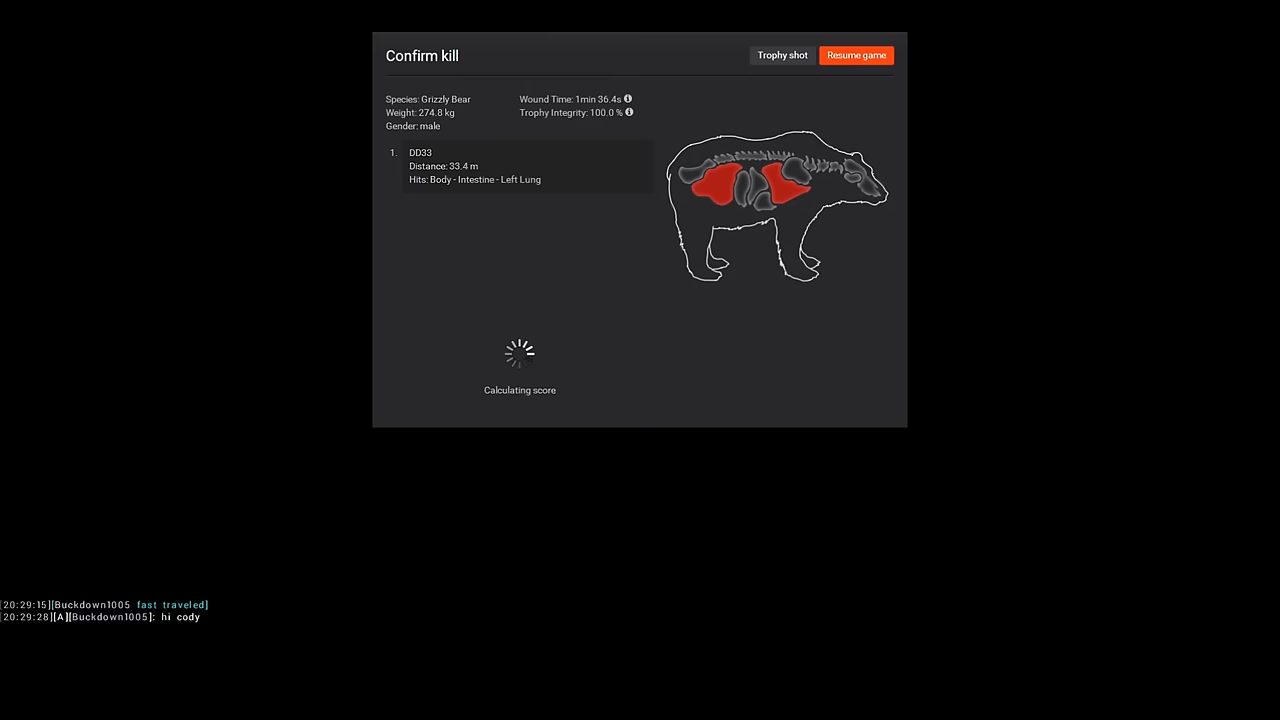 Confirm kill
Trophy shot
Resume game
Species: Grizzly Bear
Weight: 274.8 kg
Gender: male
Wound Time: 1min 36.4s
Trophy Integrity: 100.0 %
1.
DD33
Distance: 33.4 m
Hits: Body - Intestine - Left Lung
Calculating score
[20:29:15][Buckdown1005 fast traveled]
[20:29:28][A][Buckdown1005]: hi cody